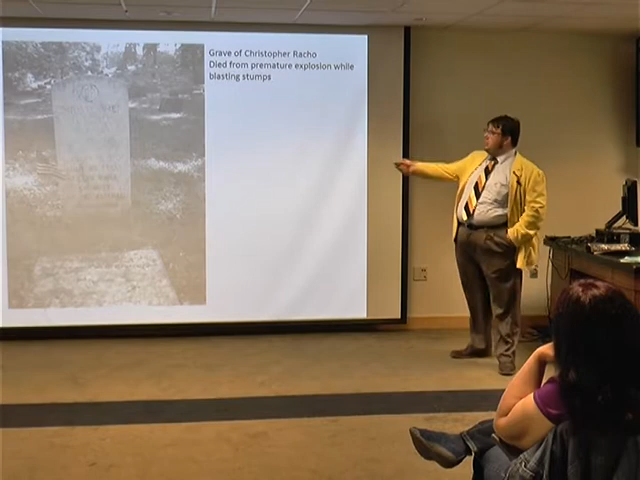 Grave of Christopher Racho
Died from premature explosion while
blasting stumps